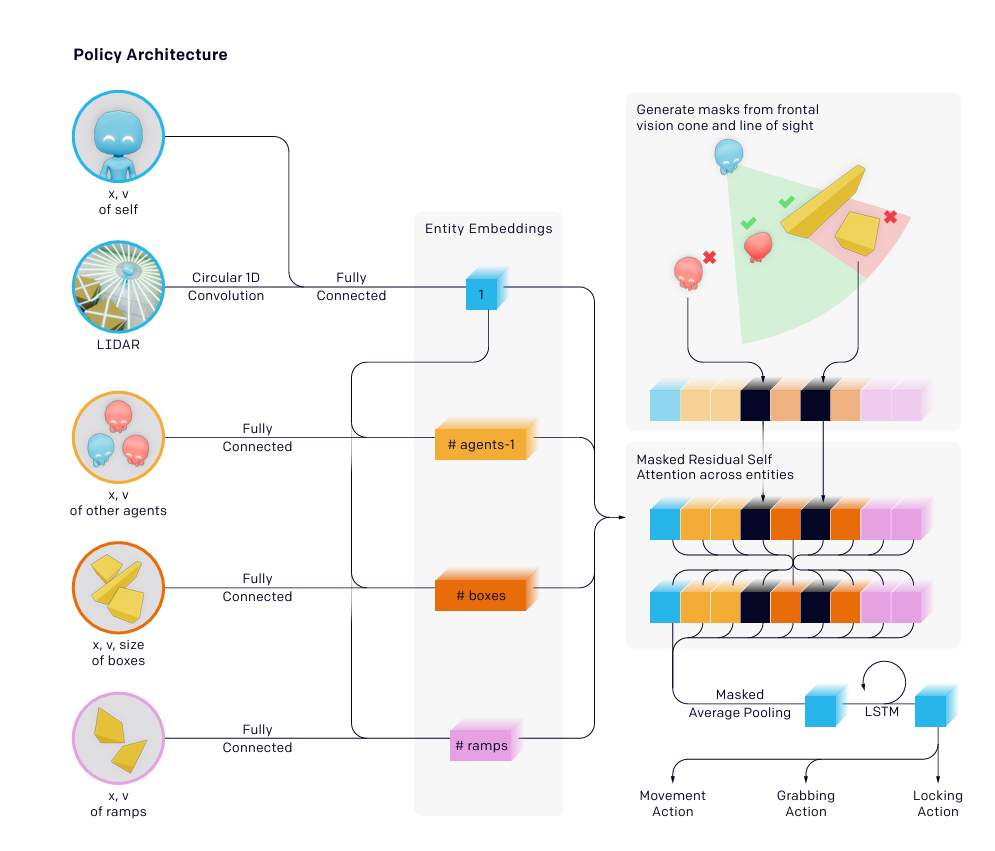 Policy Architecture
x, v
of self
Circular 1D
Convolution
Fully
Connected
LIDAR
Fully
Connected
x, v
of other agents
Fully
Connected
x, v, size
of boxes
Fully
Connected
x, v
of ramps
Entity Embeddings
1
# agents-1
# boxes
# ramps
Generate masks from frontal
vision cone and line of sight
Masked Residual Self
Attention across entities
Masked
Average Pooling
LSTM
Movement
Action
Grabbing
Action
Locking
Action